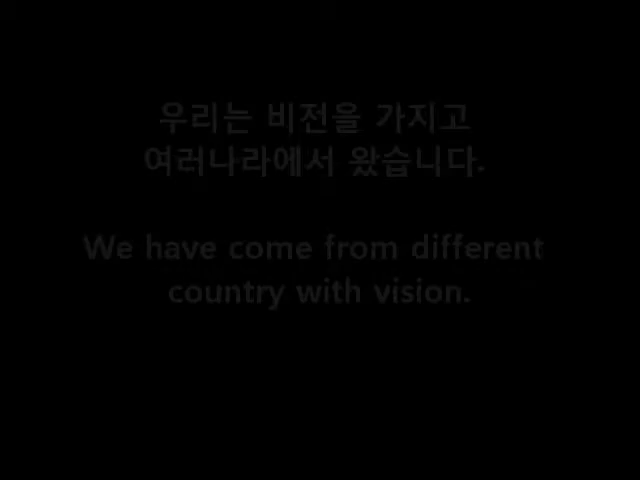 우리는 비전을 가지고
여러나라에서 왔습니다.
We have come from different
country with vision.